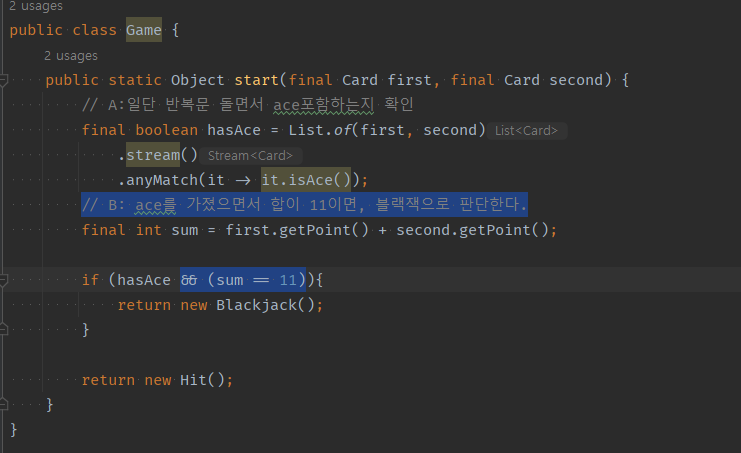 2 usages
public class Game {
2 usages
public static Object start(final Card first, final Card second) {
// A:일단 반복문 돌면서 ace포함하는지 확인
final boolean hasAce = List.of(first, second) List<Card>
.stream() Stream<Card>
.anyMatch(it → it.isAce());
// B: ace를 가졌으면서 합이 11이면, 블랙잭으로 판단한다.
final int sum = first.getPoint() + second.getPoint();
if (hasAce && (sum == 11)){
return new Blackjack();
}
return new Hit();
}
}